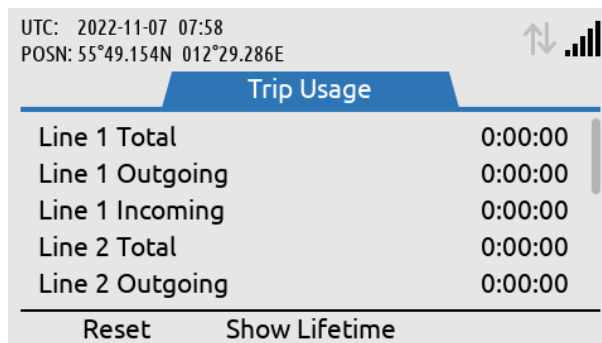 UTC: 2022-11-07 07:58
POSN: 55°49.154N 012°29.286E
Trip Usage
Line 1 Total 0:00:00
Line 1 Outgoing 0:00:00
Line 1 Incoming 0:00:00
Line 2 Total 0:00:00
Line 2 Outgoing 0:00:00
Reset Show Lifetime